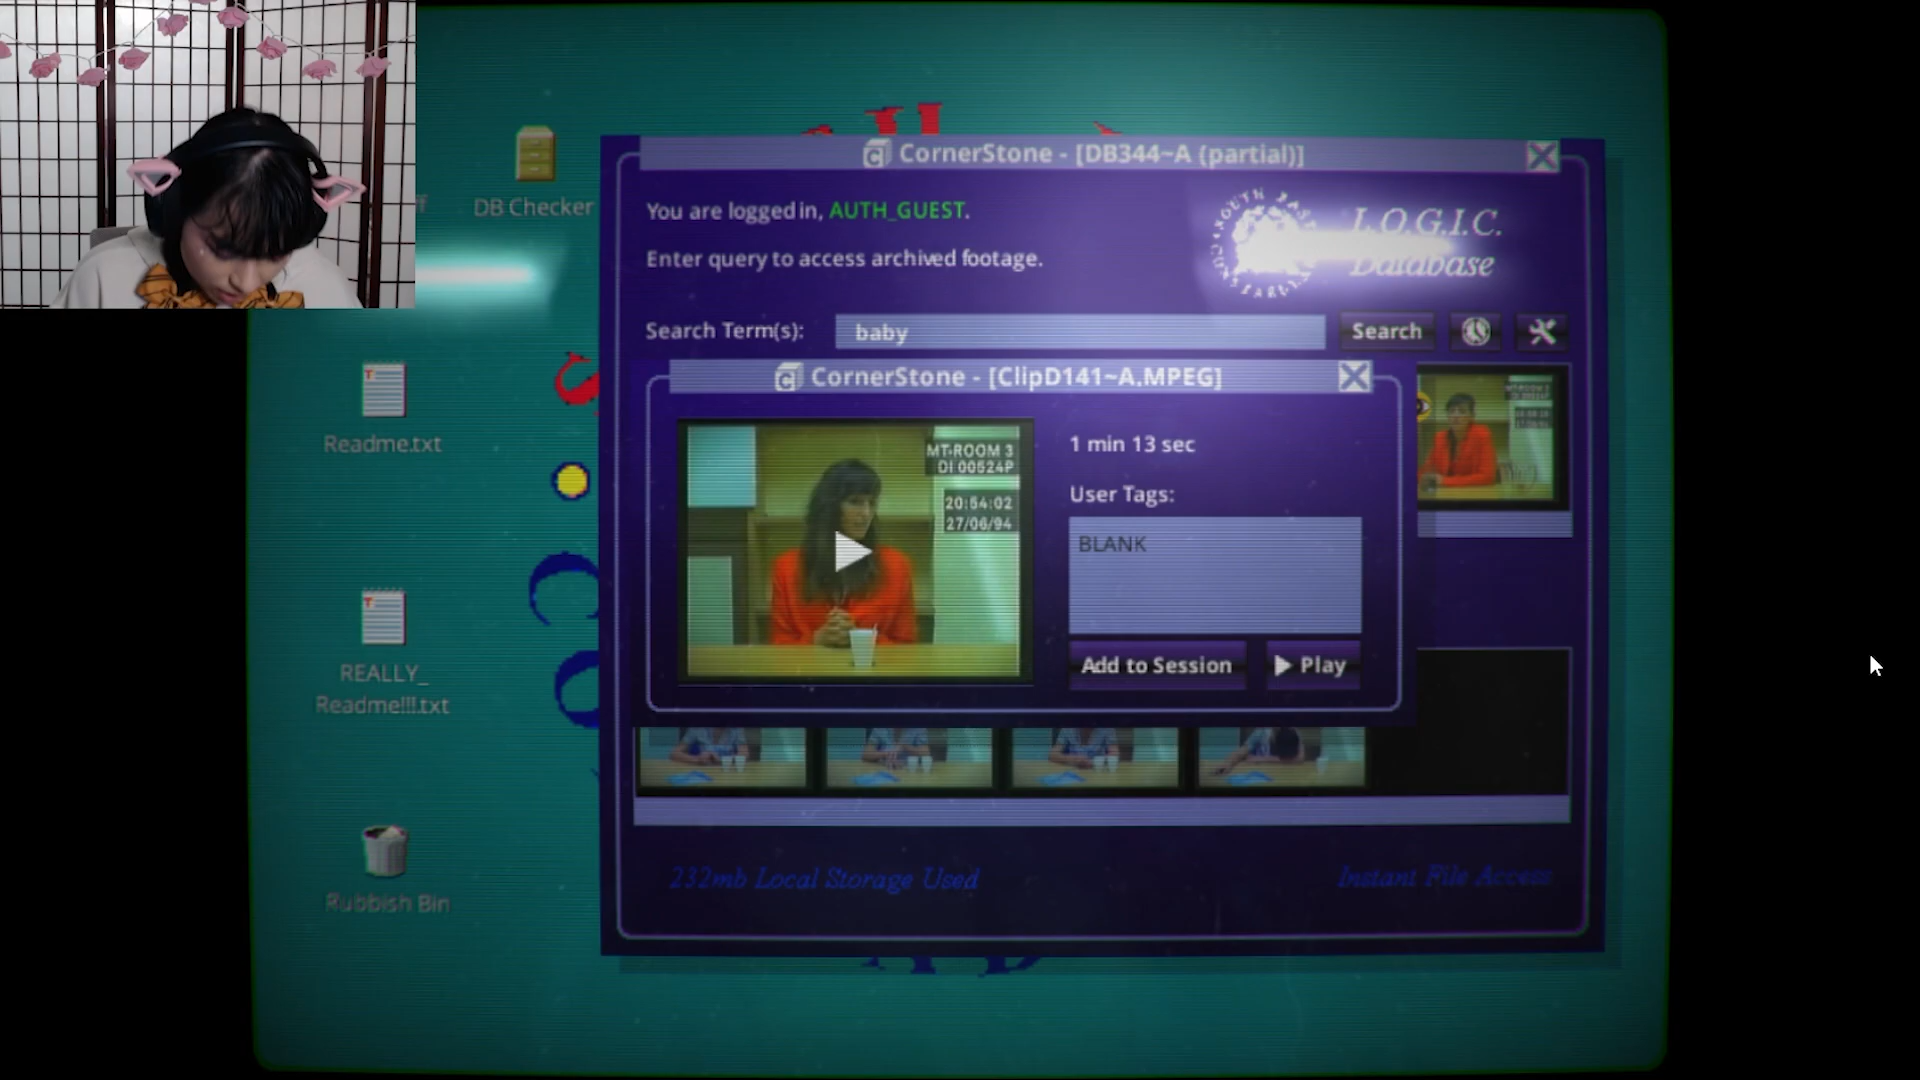 CornerStone - [DB344~A (partial)]
DB Checker
You are logged in, AUTH_GUEST.
L.O.G.I.C.
Database
Enter query to access archived footage.
Search Term(s): baby Search
CornerStone - [ClipD141~A.MPEG]
MT-ROOM 3
DI 00524P
20:54:02
27/06/94
1 min 13 sec
User Tags:
BLANK
Add to Session
Play
Readme.txt
REALLY_
Readme!!!.txt
Rubbish Bin
232mb Local Storage Used
Instant File Access